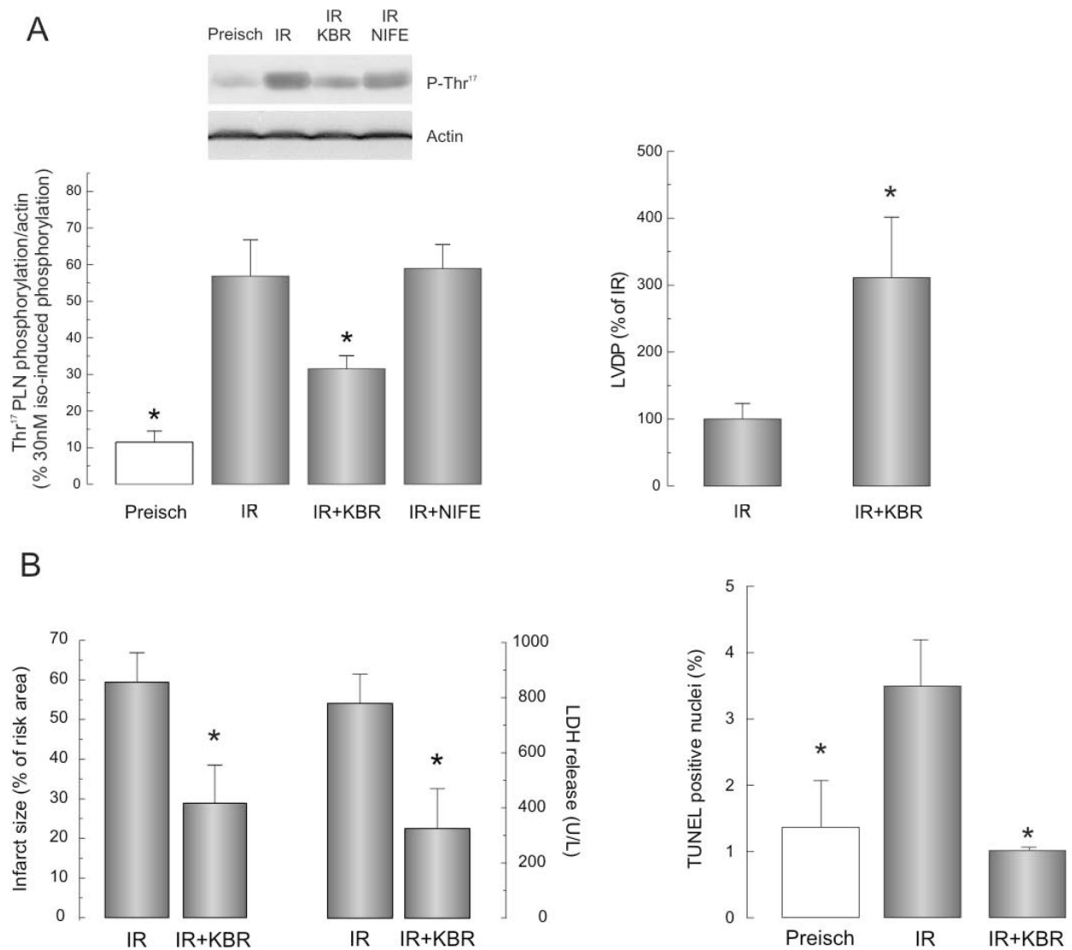 A
Preisch IR IR KBR IR NIFE
P-Thr¹⁷
Actin
Thr¹⁷ PLN phosphorylation/actin
(% 30nM iso-induced phosphorylation)
80
70
60
50
40
30
20
10
0
Preisch IR IR+KBR IR+NIFE
*
*
LVDP (% of IR)
500
400
300
200
100
0
IR IR+KBR
*
B
Infarct size (% of risk area)
70
60
50
40
30
20
10
0
IR IR+KBR
*
IR IR+KBR
*
1000
800
600
400
200
0
LDH release (U/L)
TUNEL positive nuclei (%)
5
4
3
2
1
0
Preisch IR IR+KBR
*
*